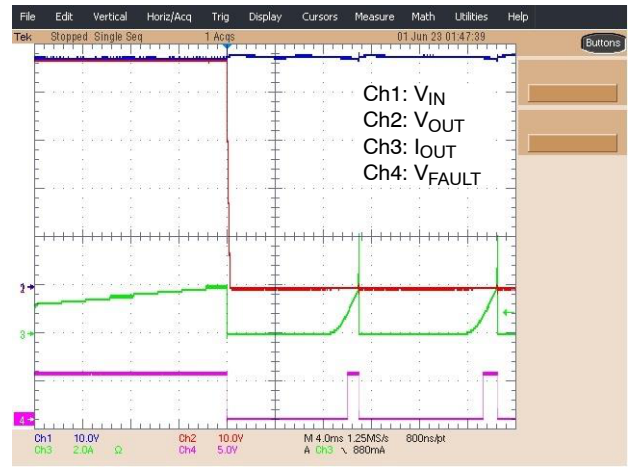 File Edit Vertical Horiz/Acq Trig Display Cursors Measure Math Utilities Help
Tek Stopped Single Seq 1 Acqs 01 Jun 23 01:47:39
Buttons
Ch1: VIN
Ch2: VOUT
Ch3: IOUT
Ch4: VFAULT
3
4
Ch1 10.0V Ch2 10.0V M 4.0ms 1.25MS/s 800ns/pt
Ch3 2.0A Ω Ch4 5.0V A Ch3 \ 880mA